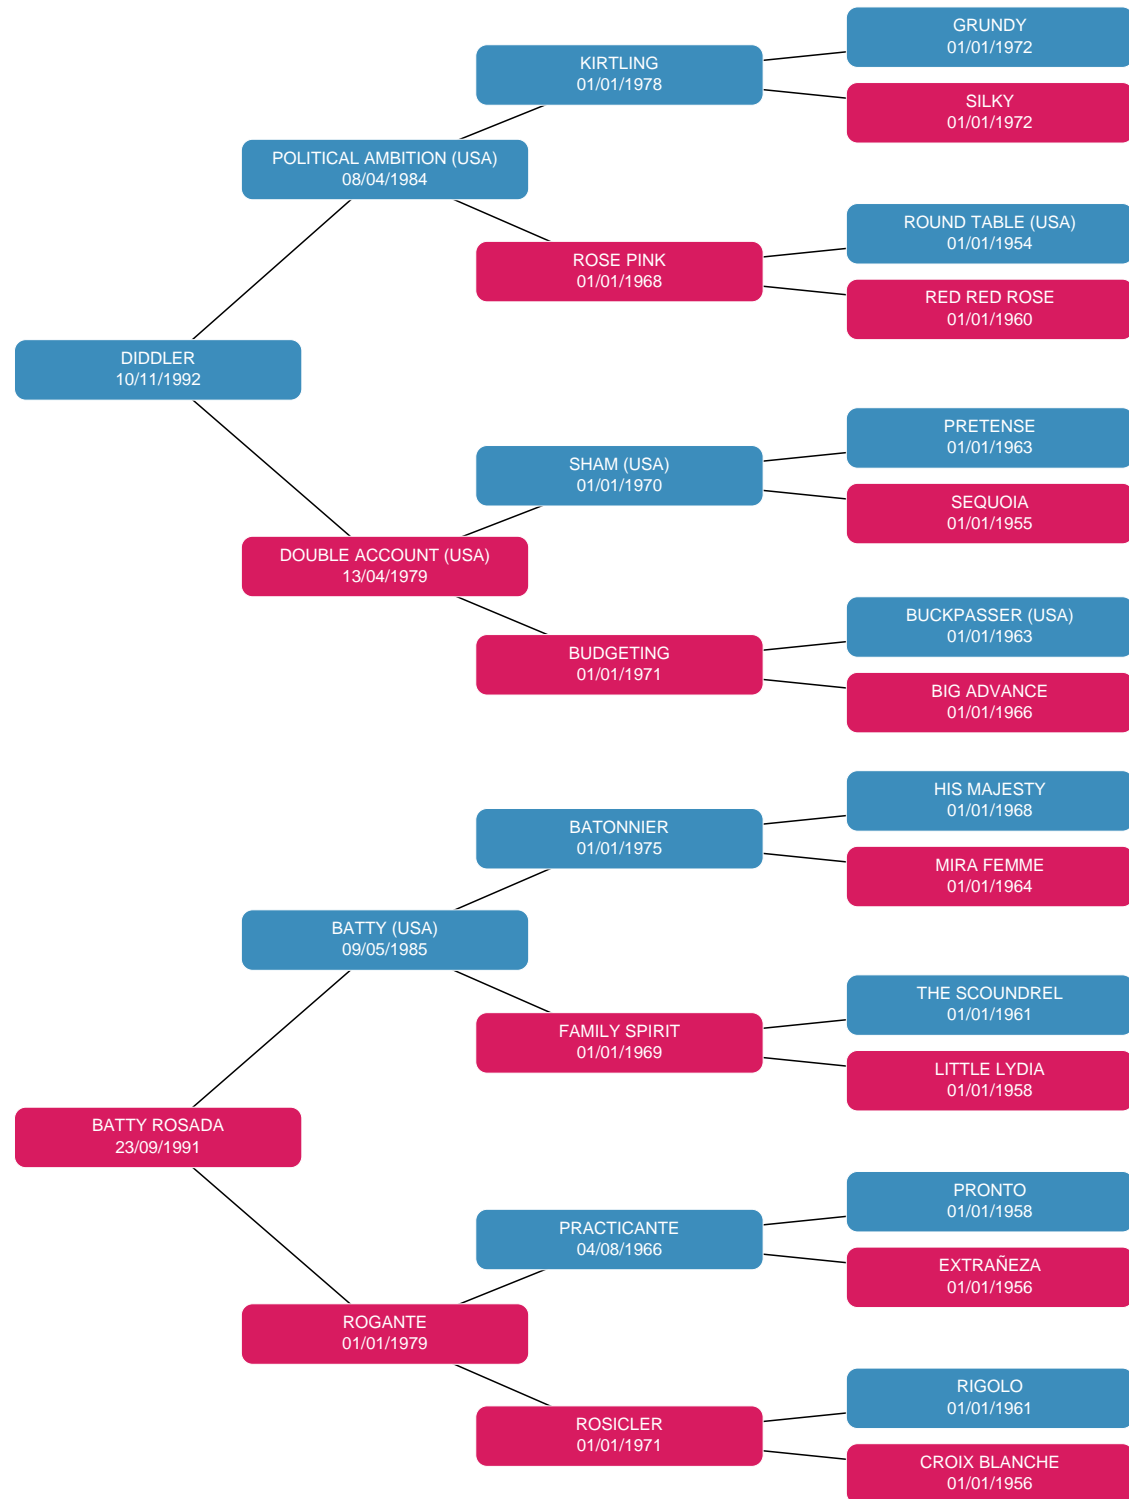 GRUNDY
01/01/1972
KIRTLING
01/01/1978
SILKY
01/01/1972
POLITICAL AMBITION (USA)
08/04/1984
ROUND TABLE (USA)
01/01/1954
ROSE PINK
01/01/1968
RED RED ROSE
01/01/1960
DIDDLER
10/11/1992
PRETENSE
01/01/1963
SHAM (USA)
01/01/1970
SEQUOIA
01/01/1955
DOUBLE ACCOUNT (USA)
13/04/1979
BUCKPASSER (USA)
01/01/1963
BUDGETING
01/01/1971
BIG ADVANCE
01/01/1966
HIS MAJESTY
01/01/1968
BATONNIER
01/01/1975
MIRA FEMME
01/01/1964
BATTY (USA)
09/05/1985
THE SCOUNDREL
01/01/1961
FAMILY SPIRIT
01/01/1969
LITTLE LYDIA
01/01/1958
BATTY ROSADA
23/09/1991
PRONTO
01/01/1958
PRACTICANTE
04/08/1966
EXTRAÑEZA
01/01/1956
ROGANTE
01/01/1979
RIGOLO
01/01/1961
ROSICLER
01/01/1971
CROIX BLANCHE
01/01/1956